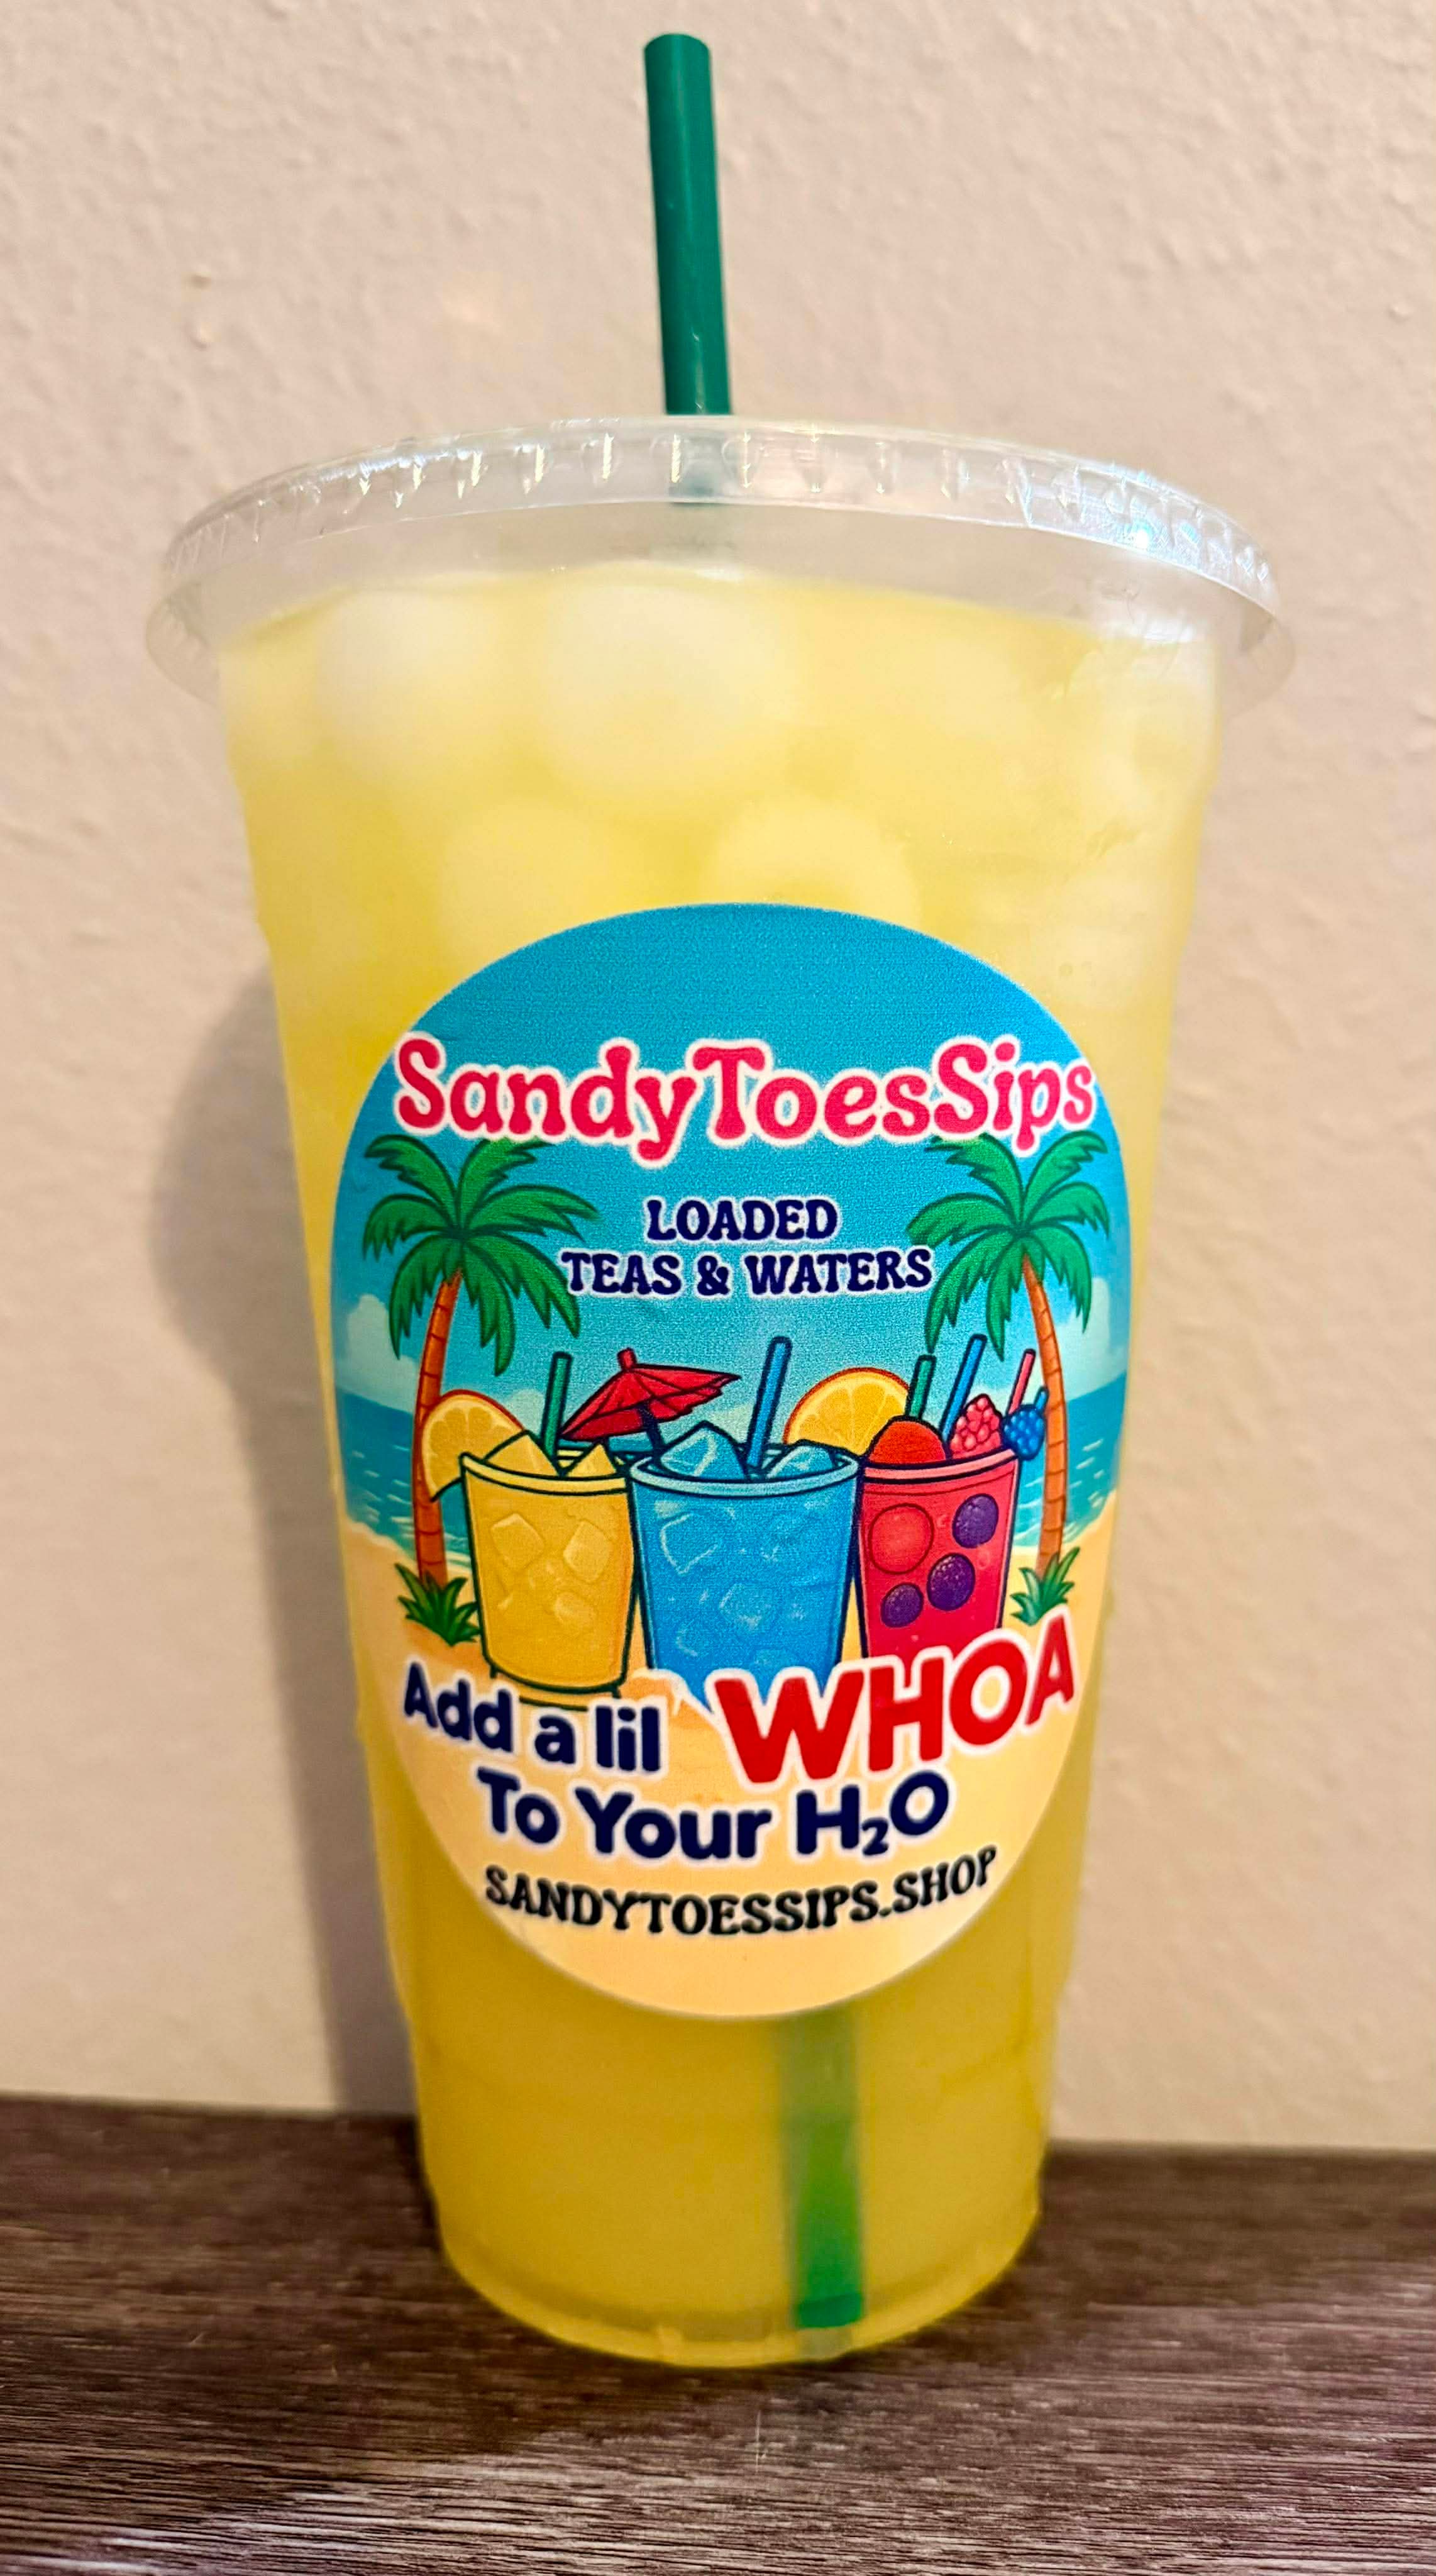 SandyToesSips
LOADED
TEAS & WATERS
Add a lil WHOA
To Your H₂O
SANDYTOESSIPS.SHOP